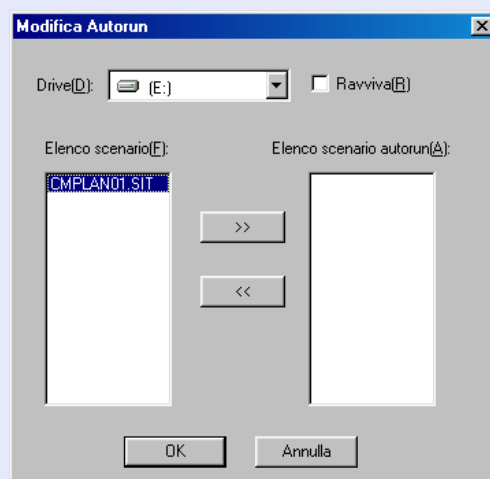 Modifica Autorun
Drive(D): (E:) Ravviva(R)
Elenco scenario(F): Elenco scenario autorun(A):
CMPLAN01.SIT
>>
<<
OK Annulla